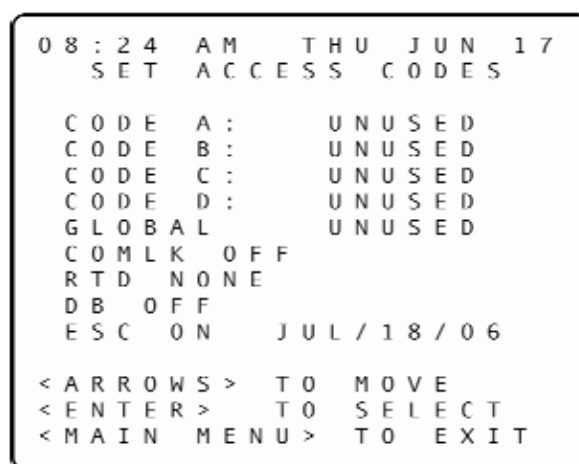 08:24 AM THU JUN 17
SET ACCESS CODES
CODE A: UNUSED
CODE B: UNUSED
CODE C: UNUSED
CODE D: UNUSED
GLOBAL UNUSED
COMLK OFF
RTD NONE
DB OFF
ESC ON JUL/18/06
<ARROWS> TO MOVE
<ENTER> TO SELECT
<MAIN MENU> TO EXIT